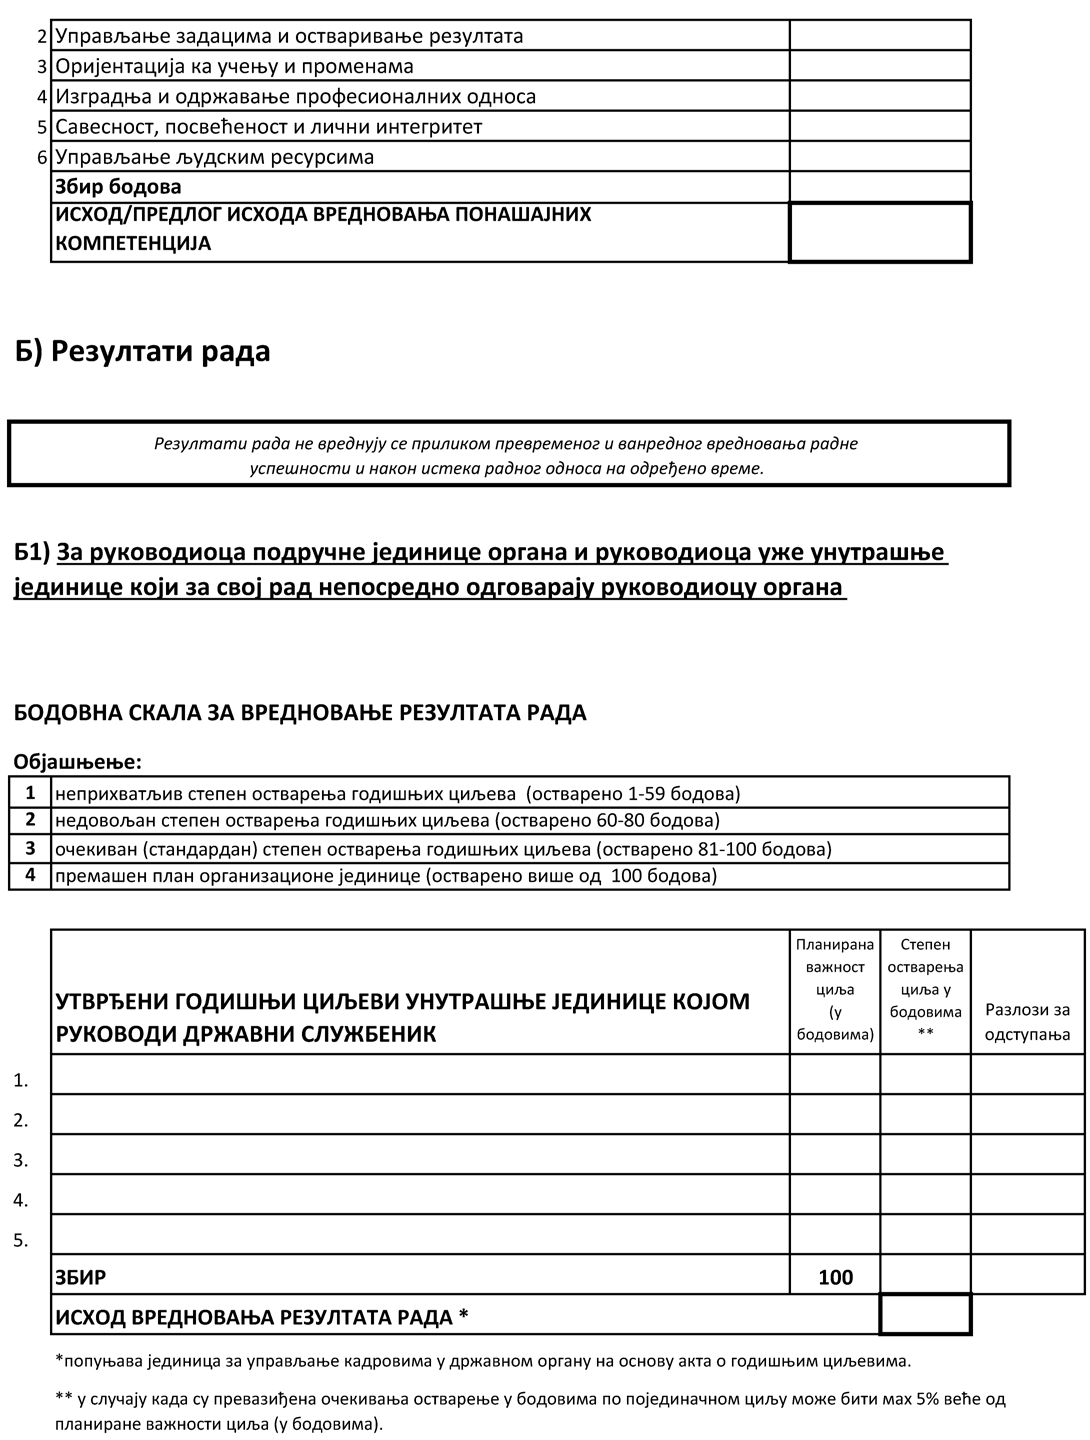 2 Управљање задацима и остваривање резултата
3 Оријентација ка учењу и променама
4 Изградња и одржавање професионалних односа
5 Савесност, посвећеност и лични интегритет
6 Управљање људским ресурсима
Збир бодова
ИСХОД/ПРЕДЛОГ ИСХОДА ВРЕДНОВАЊА ПОНАШАЈНИХ
КОМПЕТЕНЦИЈА
Б) Резултати рада
Резултати рада не вреднују се приликом превременог и ванредног вредновања радне
успешности и након истека радног односа на одређено време.
Б1) За руководиоца подручне јединице органа и руководиоца уже унутрашње
јединице који за свој рад непосредно одговарају руководиоцу органа
БОДОВНА СКАЛА ЗА ВРЕДНОВАЊЕ РЕЗУЛТАТА РАДА
Објашњење:
1 неприхватљив степен остварења годишњих циљева (остварено 1-59 бодова)
2 недовољан степен остварења годишњих циљева (остварено 60-80 бодова)
3 очекиван (стандардан) степен остварења годишњих циљева (остварено 81-100 бодова)
4 премашен план организационе јединице (остварено више од 100 бодова)
УТВРЂЕНИ ГОДИШЊИ ЦИЉЕВИ УНУТРАШЊЕ ЈЕДИНИЦЕ КОЈОМ
РУКОВОДИ ДРЖАВНИ СЛУЖБЕНИК
Планирана
важност
циља
(у
бодовима)
Степен
остварења
циља у
бодовима
**
Разлози за
одступања
1.
2.
3.
4.
5.
ЗБИР 100
ИСХОД ВРЕДНОВАЊА РЕЗУЛТАТА РАДА *
*попуњава јединица за управљање кадровима у државном органу на основу акта о годишњим циљевима.
** у случају када су превазиђена очекивања остварење у бодовима по појединачном циљу може бити мах 5% веће од
планиране важности циља (у бодовима).